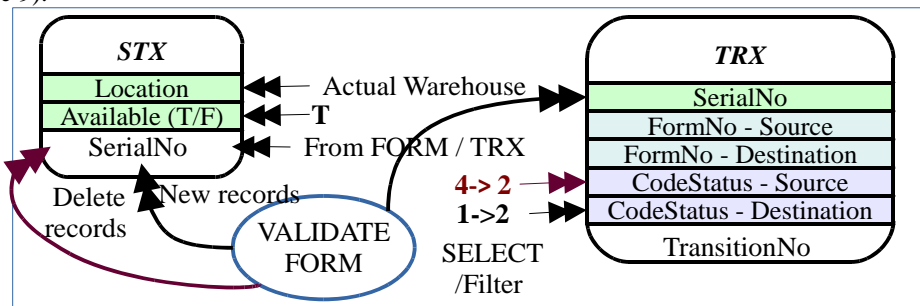 STX
Location
Available (T/F)
SerialNo
Actual Warehouse
T
From FORM / TRX
Delete
records
New records
VALIDATE
FORM
4-> 2
1->2
SELECT
/Filter
TRX
SerialNo
FormNo - Source
FormNo - Destination
CodeStatus - Source
CodeStatus - Destination
TransitionNo